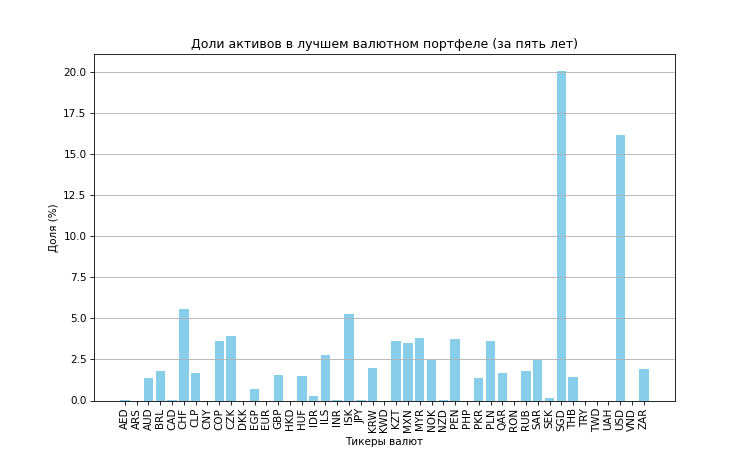 Доли активов в лучшем валютном портфеле (за пять лет)
Доля (%)
20.0
17.5
15.0
12.5
10.0
7.5
5.0
2.5
0.0
AED ARS AUD BRL CAD CHF CLP CNY COP CZK DKK EGP EUR GBP HKD HUF IDR ILS INR ISK JPY KRW KWD KZT MXN MYR NOK NZD PEN PHP PKR PLN QAR RON RUB SAR SEK SGD THB TRY TWD UAH USD VND ZAR
Тикеры валют